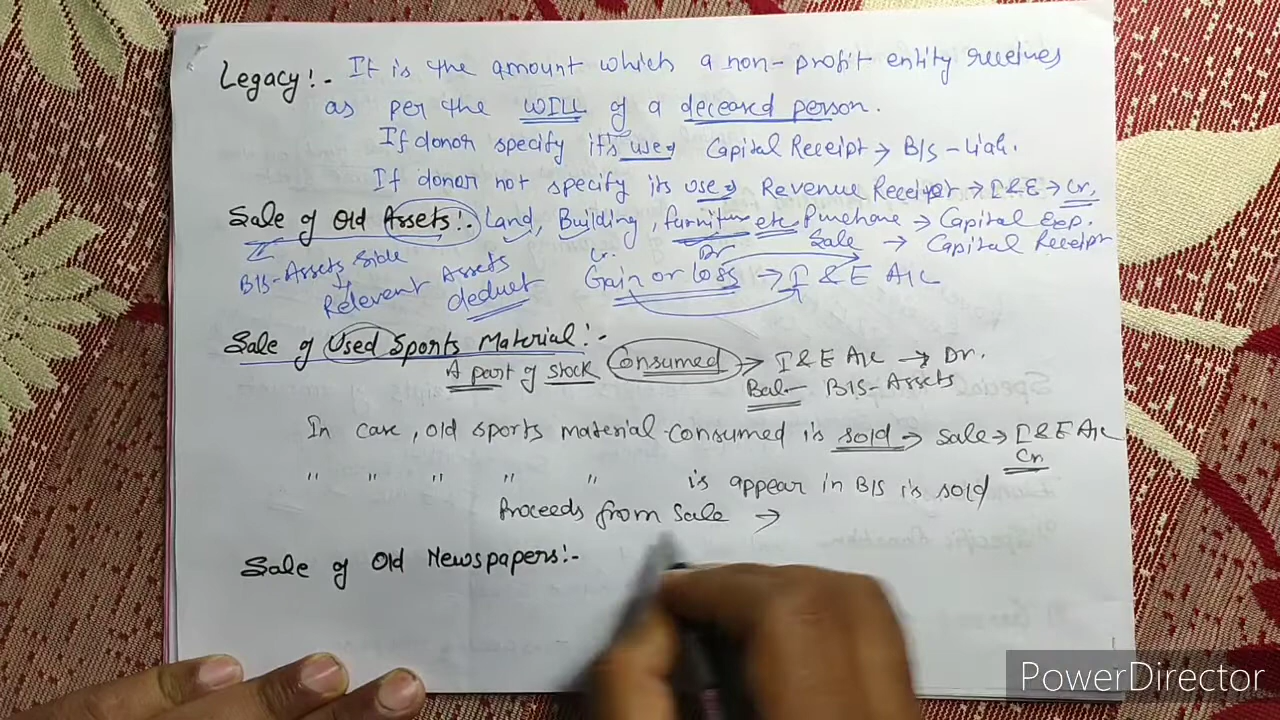 Legacy:- It is the amount which a non-profit entity receives
as per the WILL of a deceased person.
If donor specify it's use, Capital Receipt → B/S - Liab.
If donor not specify its use, Revenue Receipt → I & E → Cr.
Sale of Old Assets:- Land, Building, furniture etc. Purchase → Capital Exp.
Sale → Capital Receipt
B/S - Assets side
Relevent Assets deduct
Cr. Dr
Gain or loss → I & E A/c
Sale of Used Sports Material:-
A part of stock Consumed → I & E A/c → Dr.
Bal - B/S - Assets
In case, old sports material consumed is sold → Sale → I & E A/c
Cr
" " " " " is appear in B/S is sold
Proceeds from Sale →
Sale of Old Newspapers:-
PowerDirector